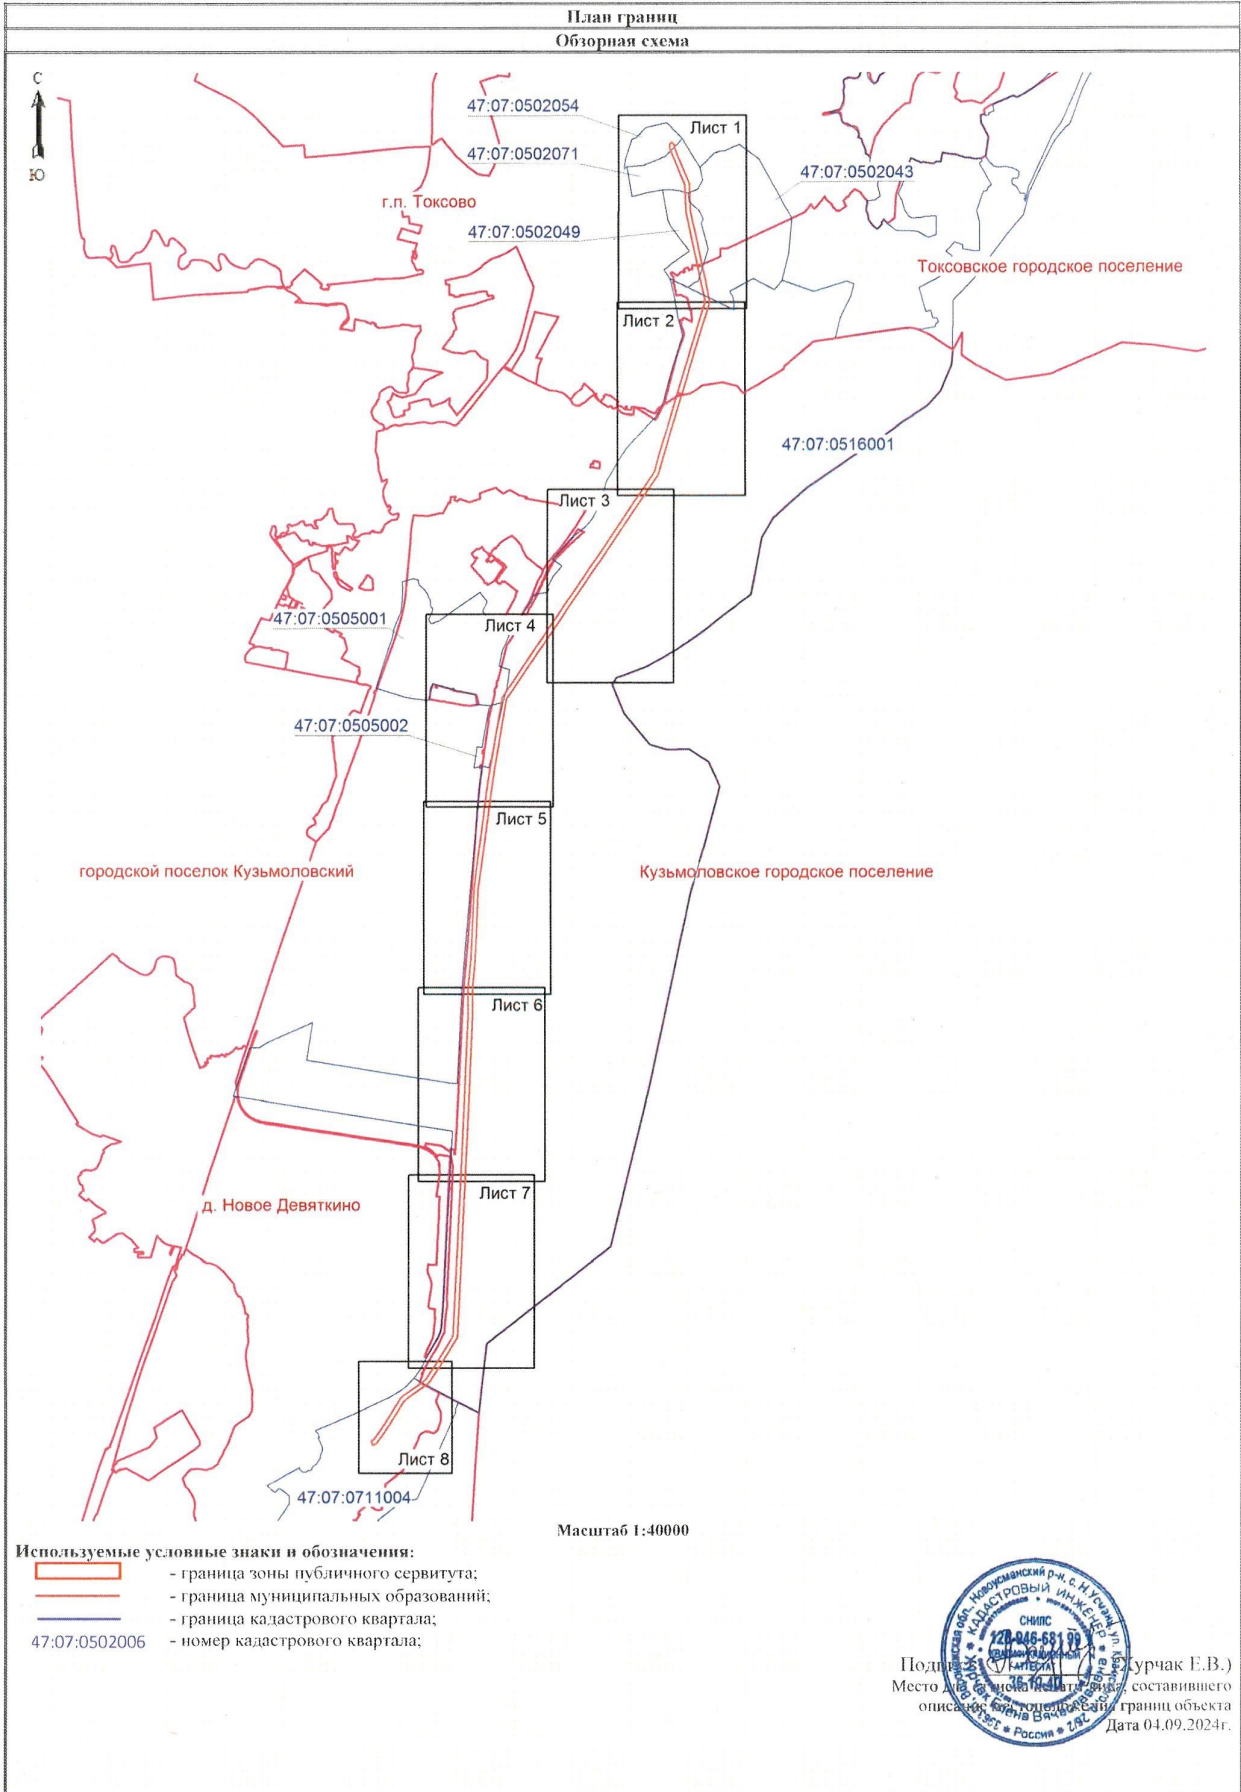 План границ
Обзорная схема
С
Ю
47:07:0502054
Лист 1
47:07:0502071
47:07:0502043
г.п. Токсово
47:07:0502049
Токсовское городское поселение
Лист 2
47:07:0516001
Лист 3
47:07:0505001
Лист 4
47:07:0505002
Лист 5
городской поселок Кузьмоловский
Кузьмоловское городское поселение
Лист 6
Лист 7
д. Новое Девяткино
Лист 8
47:07:0711004
Масштаб 1:40000
Используемые условные знаки и обозначения:
- граница зоны публичного сервитута;
- граница муниципальных образований;
- граница кадастрового квартала;
47:07:0502006 - номер кадастрового квартала;
КАДАСТРОВЫЙ ИНЖЕНЕР
СНИЛС
АТТЕСТАТ
Россия
Хурчак Е.В.)
Место составившего
описание границ объекта
Дата 04.09.2024г.